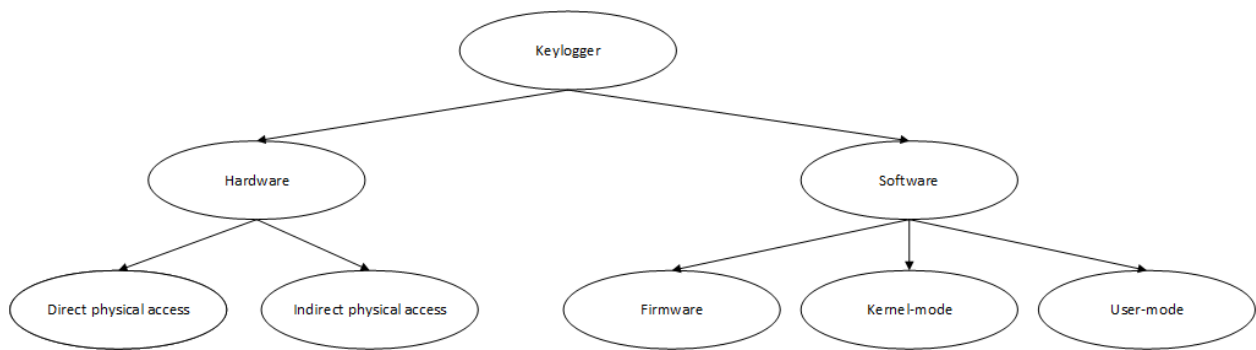 Keylogger
Hardware
Software
Direct physical access
Indirect physical access
Firmware
Kernel-mode
User-mode